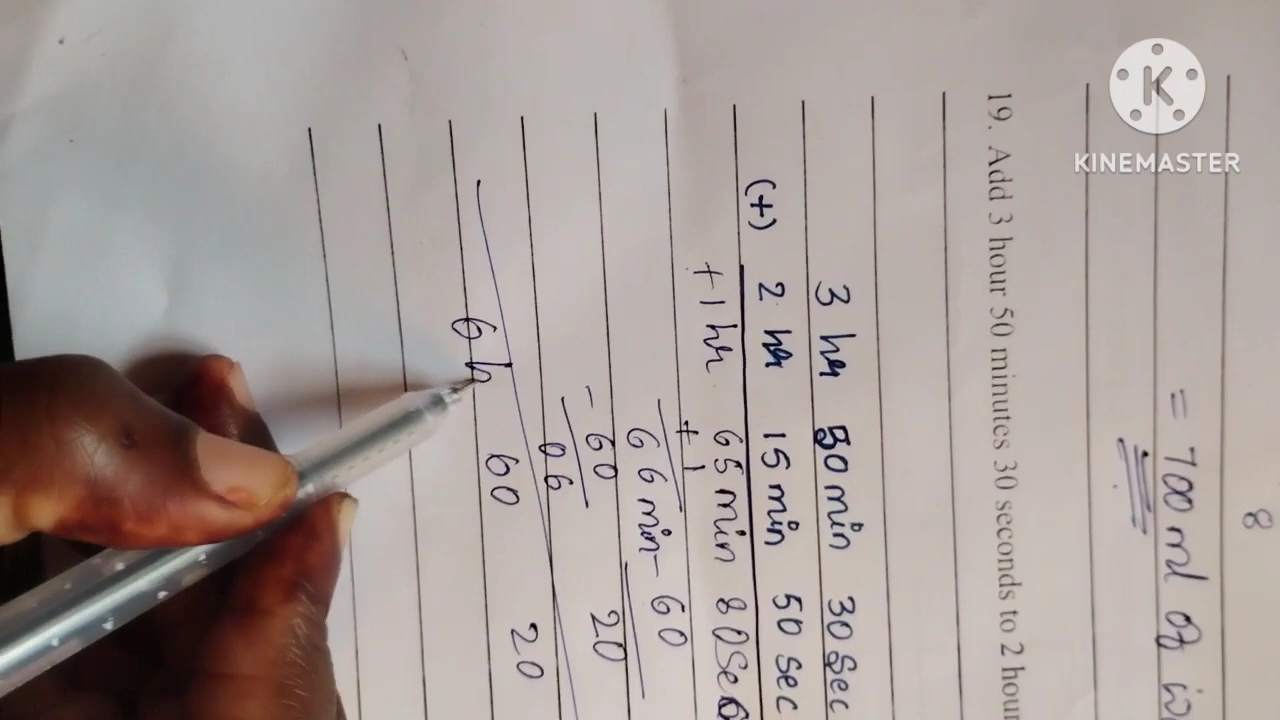 8
= 700 ml of
19. Add 3 hour 50 minutes 30 seconds to 2 hour
3 hr 50 min 30 sec
(+) 2 hr 15 min 50 sec
+1 hr 65 min 80 sec
+ 1 - 60
66 min 20
- 60
06
6 h 60 20
KINEMASTER